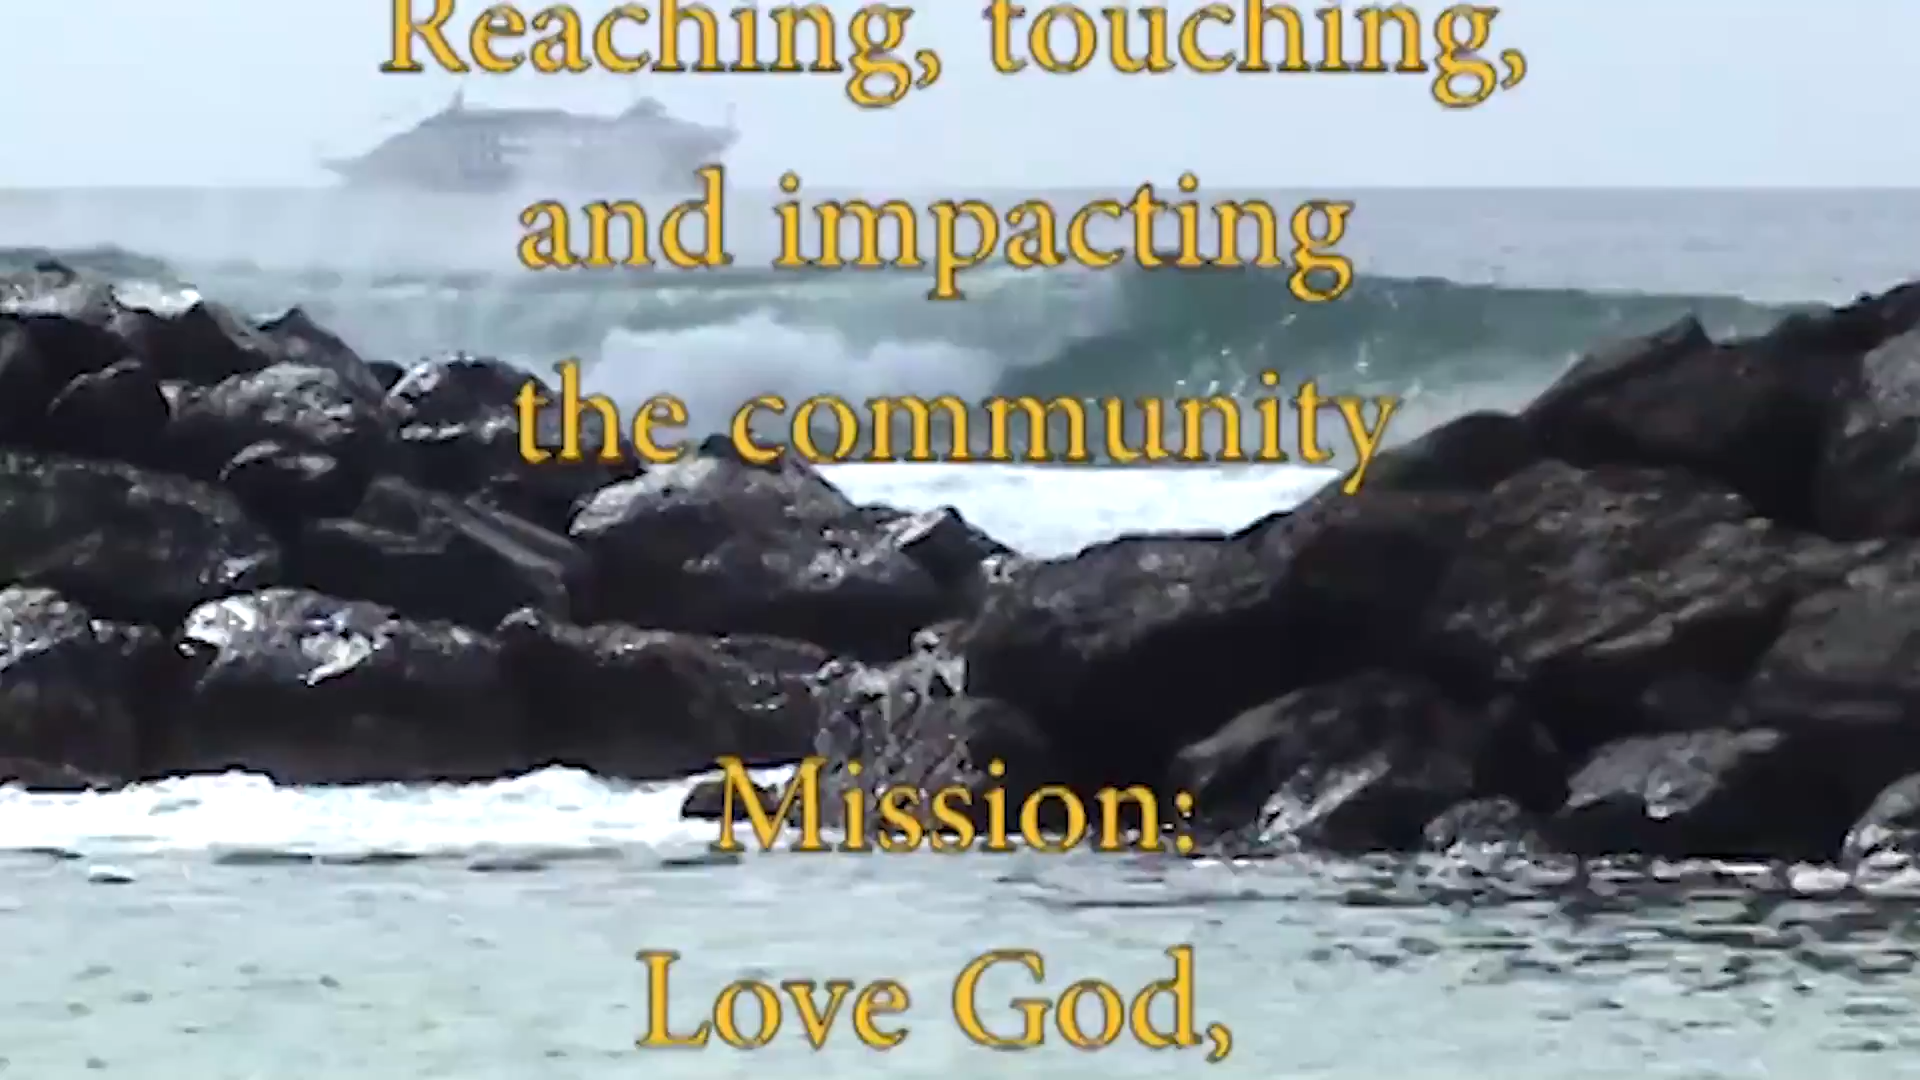 Reaching, touching,
and impacting
the community
Mission:
Love God,